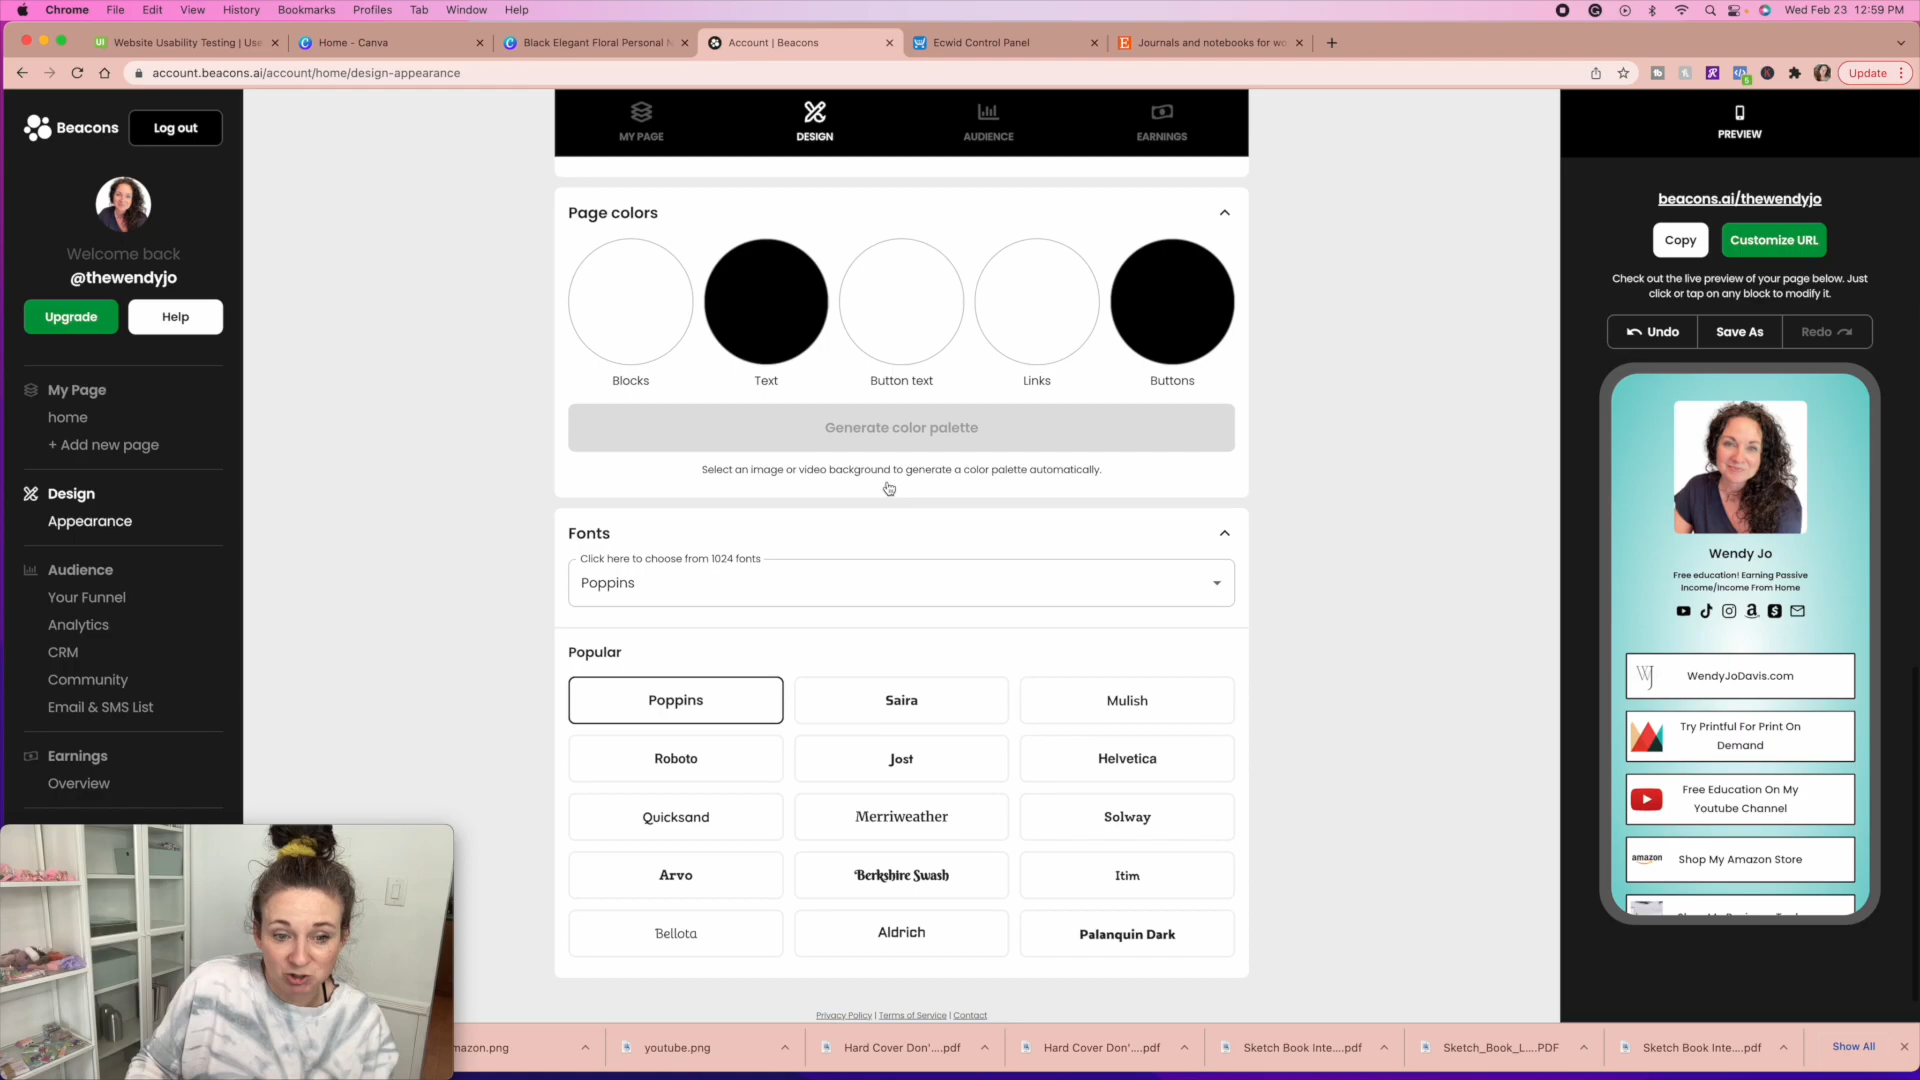 Chrome File Edit View History Bookmarks Profiles Tab Window Help
Wed Feb 23 12:59 PM
UI Website Usability Testing | Use
Home - Canva
Black Elegant Floral Personal N
Account | Beacons
Ecwid Control Panel
E Journals and notebooks for wo
account.beacons.ai/account/home/design-appearance
5
Update
Beacons
Log out
Welcome back
@thewendyjo
Upgrade
Help
My Page
home
+ Add new page
Design
Appearance
Audience
Your Funnel
Analytics
CRM
Community
Email & SMS List
Earnings
Overview
MY PAGE
DESIGN
AUDIENCE
EARNINGS
Page colors
Blocks
Text
Button text
Links
Buttons
Generate color palette
Select an image or video background to generate a color palette automatically.
Fonts
Click here to choose from 1024 fonts
Poppins
Popular
Poppins
Saira
Mulish
Roboto
Jost
Helvetica
Quicksand
Merriweather
Solway
Arvo
Berkshire Swash
Itim
Bellota
Aldrich
Palanquin Dark
Privacy Policy | Terms of Service | Contact
PREVIEW
beacons.ai/thewendyjo
Copy
Customize URL
Check out the live preview of your page below. Just
click or tap on any block to modify it.
Undo
Save As
Redo
Wendy Jo
Free education! Earning Passive
Income/Income From Home
WJ
WendyJoDavis.com
Try Printful For Print On
Demand
Free Education On My
Youtube Channel
amazon
Shop My Amazon Store
mazon.png
youtube.png
Hard Cover Don'....pdf
Hard Cover Don'....pdf
Sketch Book Inte....pdf
Sketch_Book_L....PDF
Sketch Book Inte....pdf
Show All